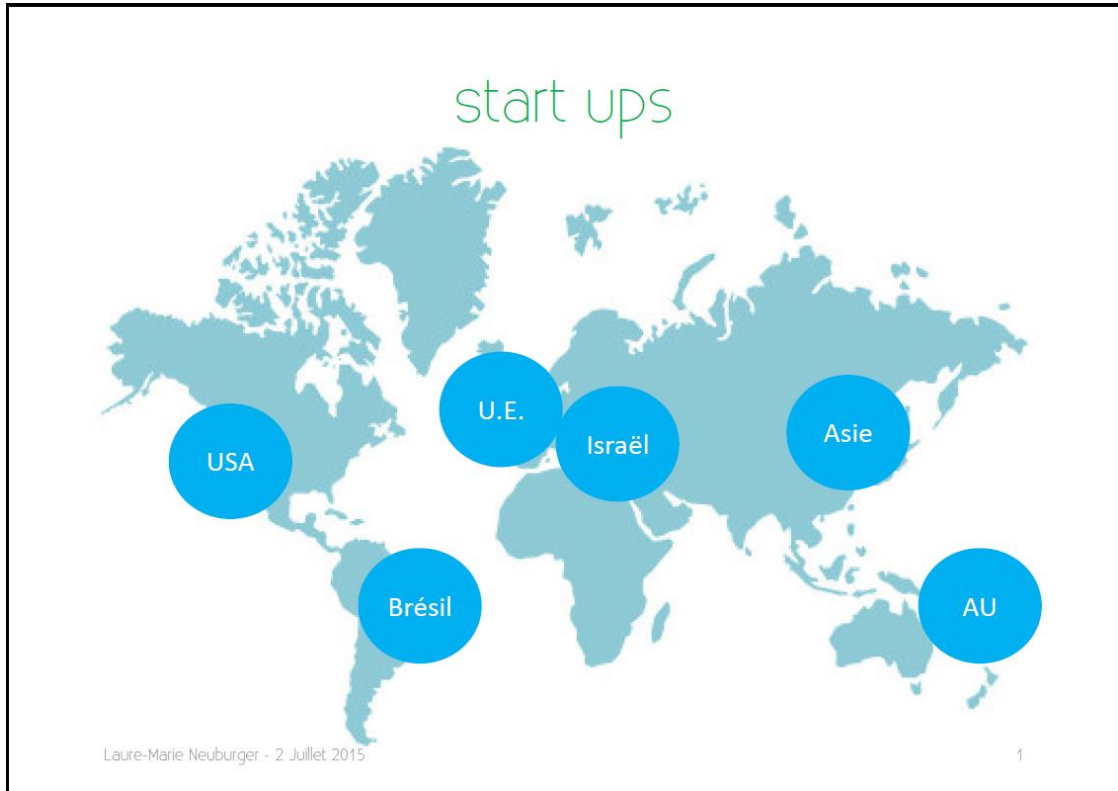 start ups
U.E.
Israël
Asie
USA
Brésil
AU
Laure-Marie Neuburger - 2 Juillet 2015
1